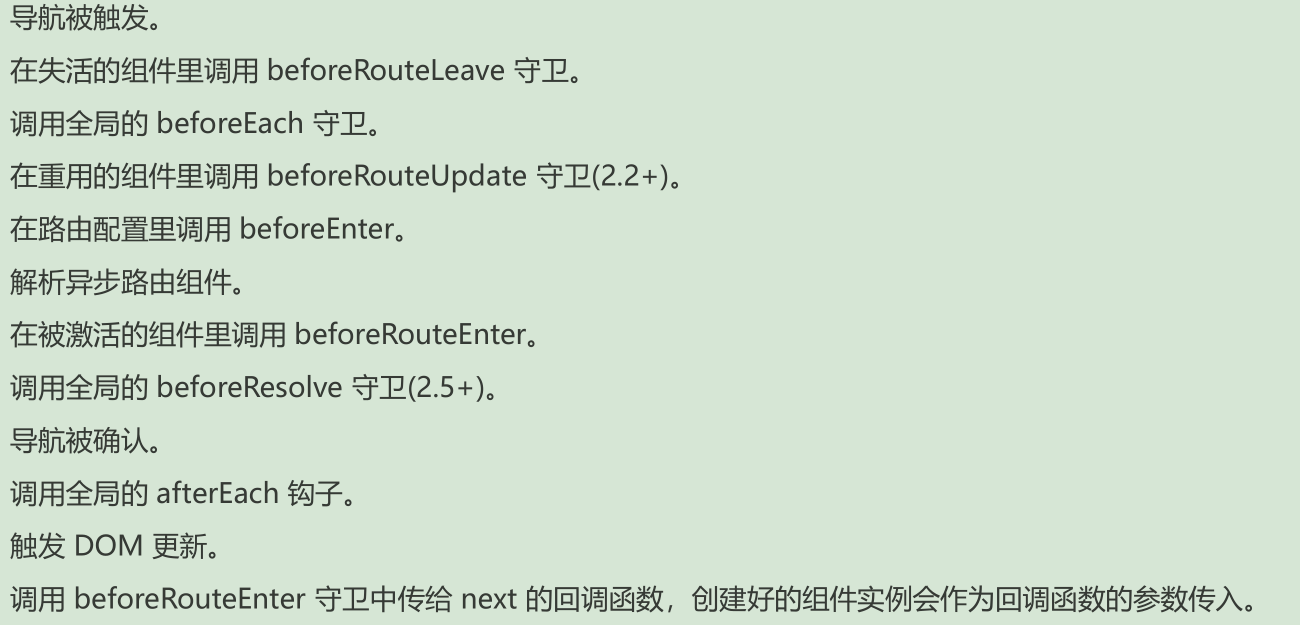 导航被触发。
在失活的组件里调用 beforeRouteLeave 守卫。
调用全局的 beforeEach 守卫。
在重用的组件里调用 beforeRouteUpdate 守卫(2.2+)。
在路由配置里调用 beforeEnter。
解析异步路由组件。
在被激活的组件里调用 beforeRouteEnter。
调用全局的 beforeResolve 守卫(2.5+)。
导航被确认。
调用全局的 afterEach 钩子。
触发 DOM 更新。
调用 beforeRouteEnter 守卫中传给 next 的回调函数，创建好的组件实例会作为回调函数的参数传入。